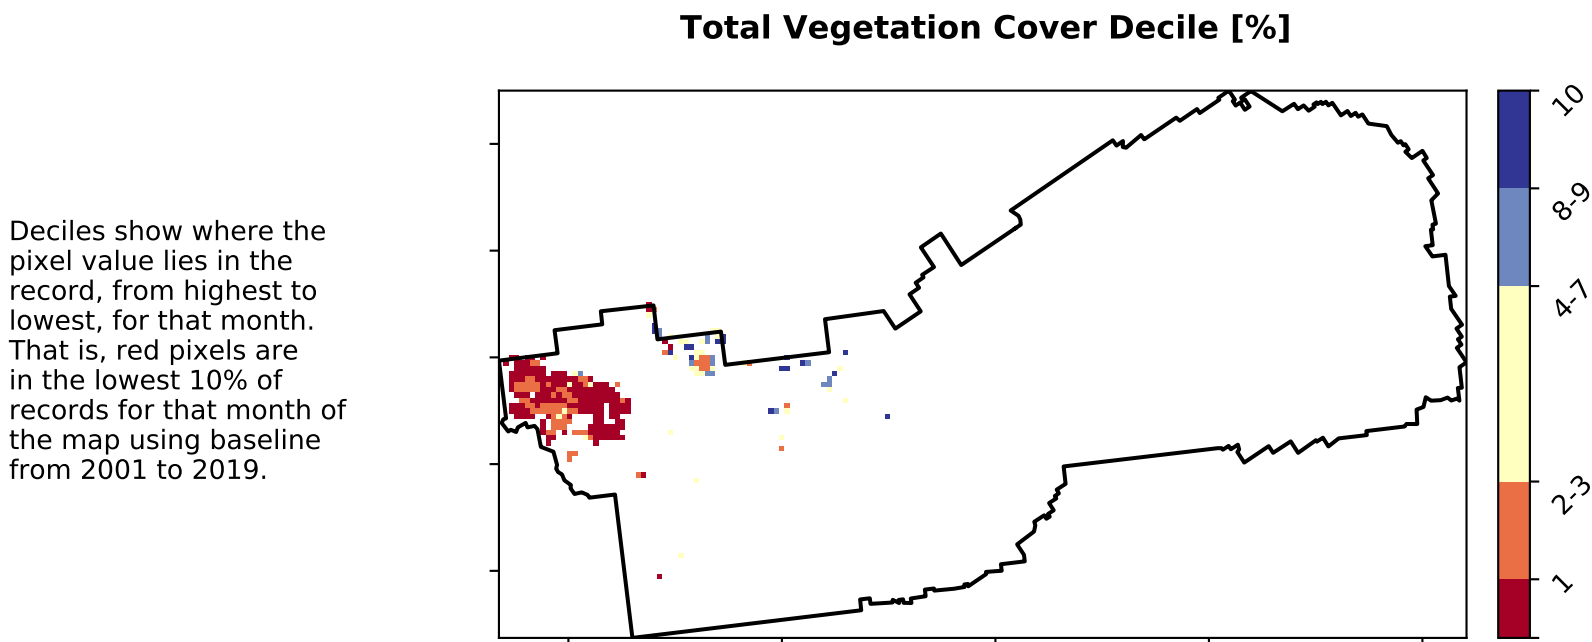 Total Vegetation Cover Decile [%]
Deciles show where the
pixel value lies in the
record, from highest to
lowest, for that month.
That is, red pixels are
in the lowest 10% of
records for that month of
the map using baseline
from 2001 to 2019.
10
8-9
4-7
2-3
1